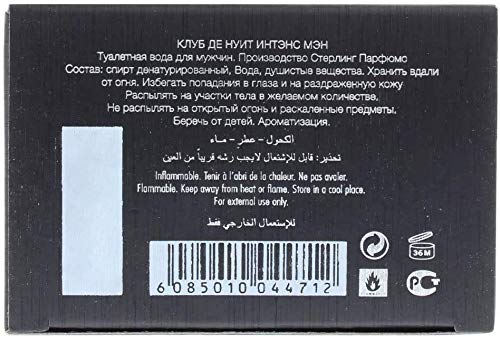 КЛУБ ДЕ НУИТ ИНТЭНС МЭН
Туалетная вода для мужчин. Производство Стерлинг Парфюмс
Состав: спирт денатурированный, Вода, душистые вещества. Хранить вдали
от огня. Избегать попадания в глаза и на раздраженную кожу
Распылять на участки тела в желаемом количестве.
Не распылять на открытый огонь и раскаленные предметы.
Беречь от детей. Ароматизация.
الكحول – عطر – ماء
تحذير: قابل للإشتعال لايجب رشه قريباً من العين
Inflammable. Tenir à l'abri de la chaleur. Ne pas avaler.
Flammable. Keep away from heat or flame. Store in a cool place.
For external use only.
للإستعمال الخارجي فقط
6 085010 044712
36M